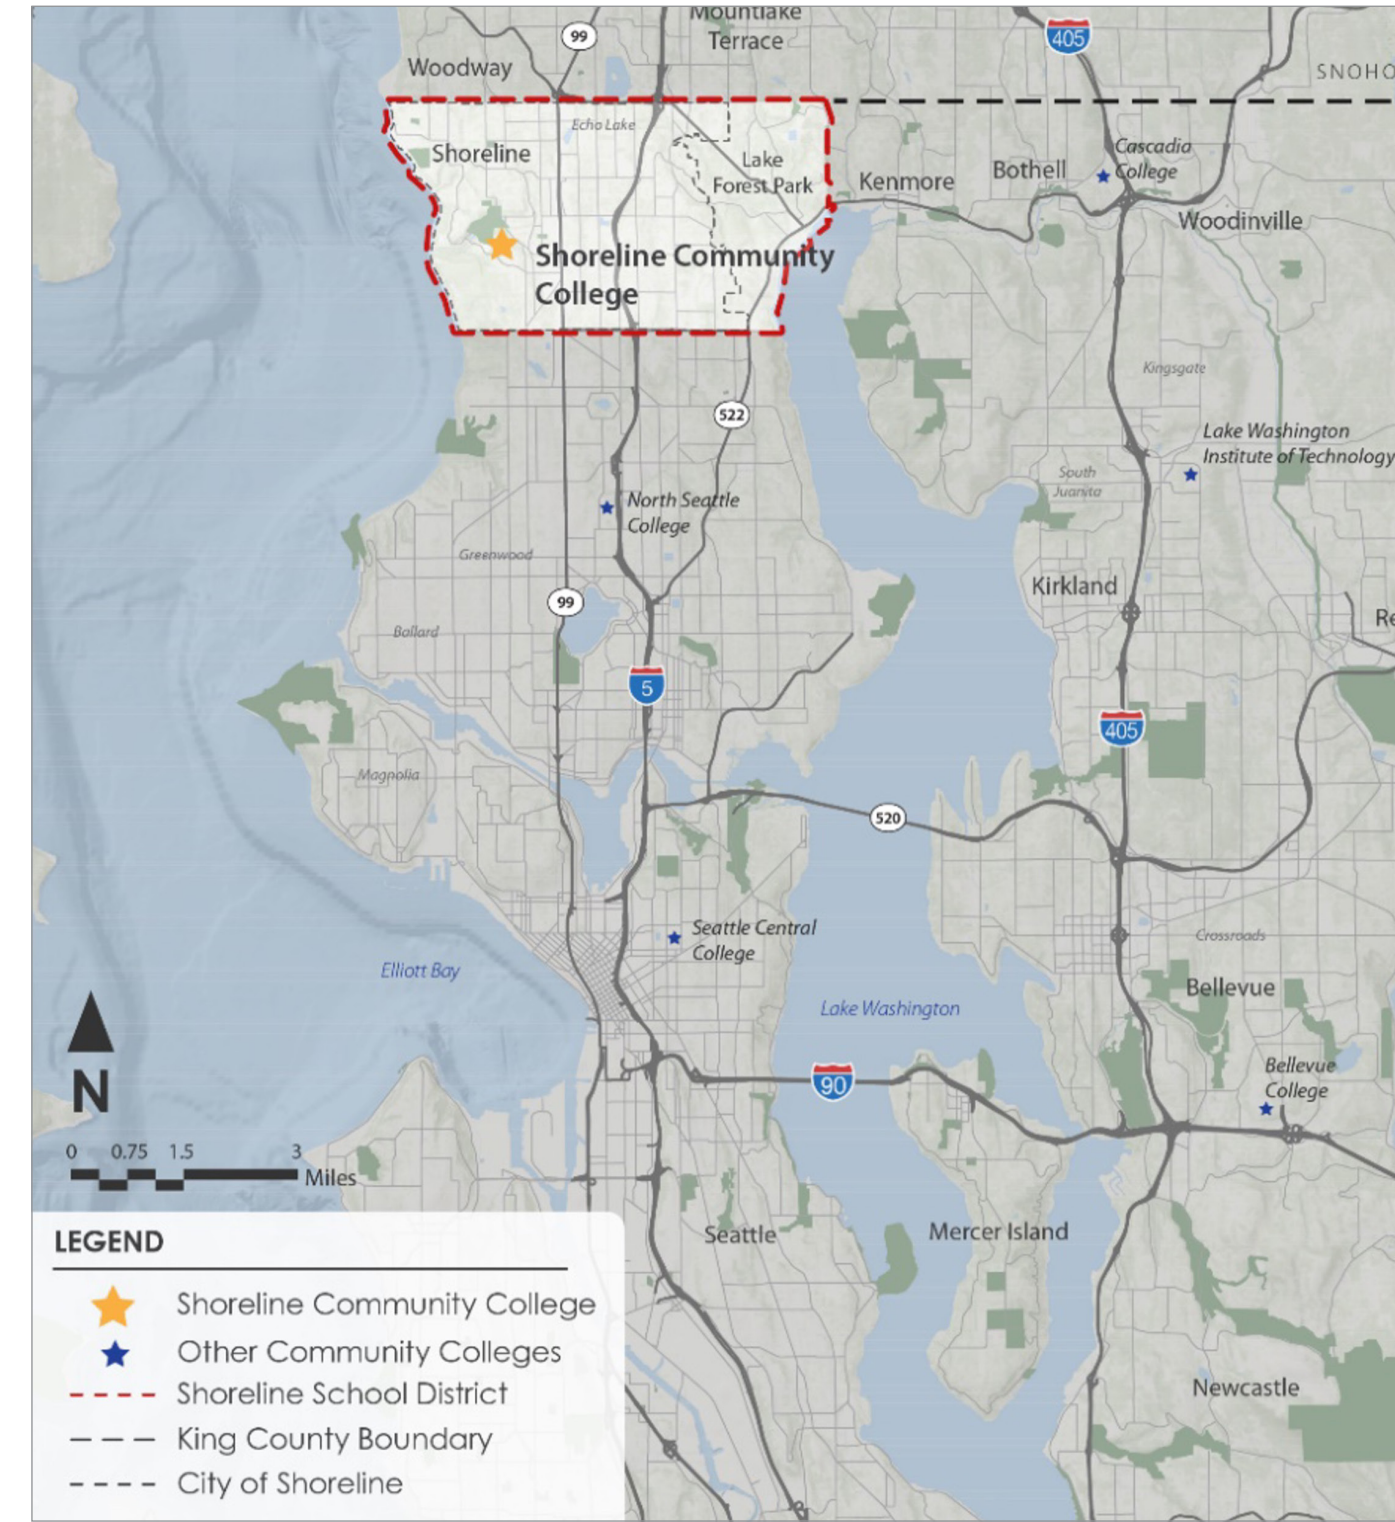 Mountlake
Terrace
99
405
Woodway
SNOHO
Echo Lake
Shoreline
Lake
Forest Park
Kenmore
Bothell
Cascadia
College
Woodinville
Shoreline Community
College
Kingsgate
522
Lake Washington
Institute of Technology
South
Juanita
North Seattle
College
Greenwood
Kirkland
99
Re
Ballard
5
405
Magnolia
520
Seattle Central
College
Crossroads
Elliott Bay
Bellevue
Lake Washington
N
90
Bellevue
College
0 0.75 1.5 3
Miles
Seattle
Mercer Island
Newcastle
LEGEND
Shoreline Community College
Other Community Colleges
Shoreline School District
King County Boundary
City of Shoreline